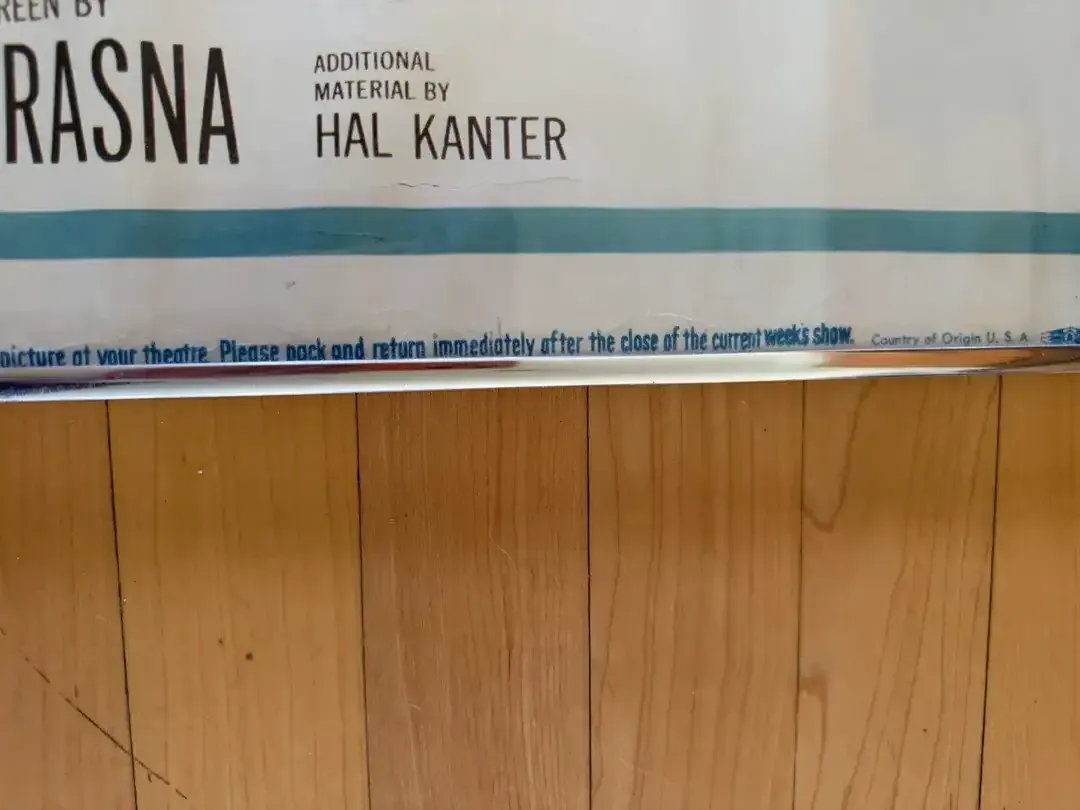 REEN BY
RASNA
ADDITIONAL
MATERIAL BY
HAL KANTER
picture at your theatre. Please pack and return immediately after the close of the current week's show. Country of Origin U. S. A.